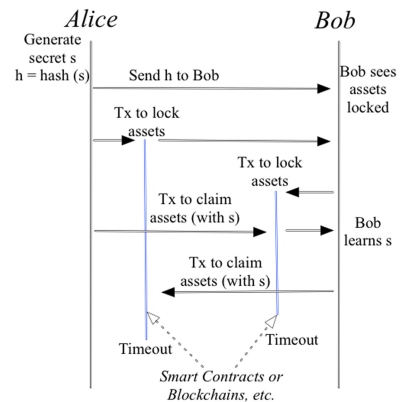 Alice
Bob
Generate
secret s
h = hash (s)
Send h to Bob
Bob sees
assets
locked
Tx to lock
assets
Tx to lock
assets
Tx to claim
assets (with s)
Bob
learns s
Tx to claim
assets (with s)
Timeout
Timeout
Smart Contracts or
Blockchains, etc.